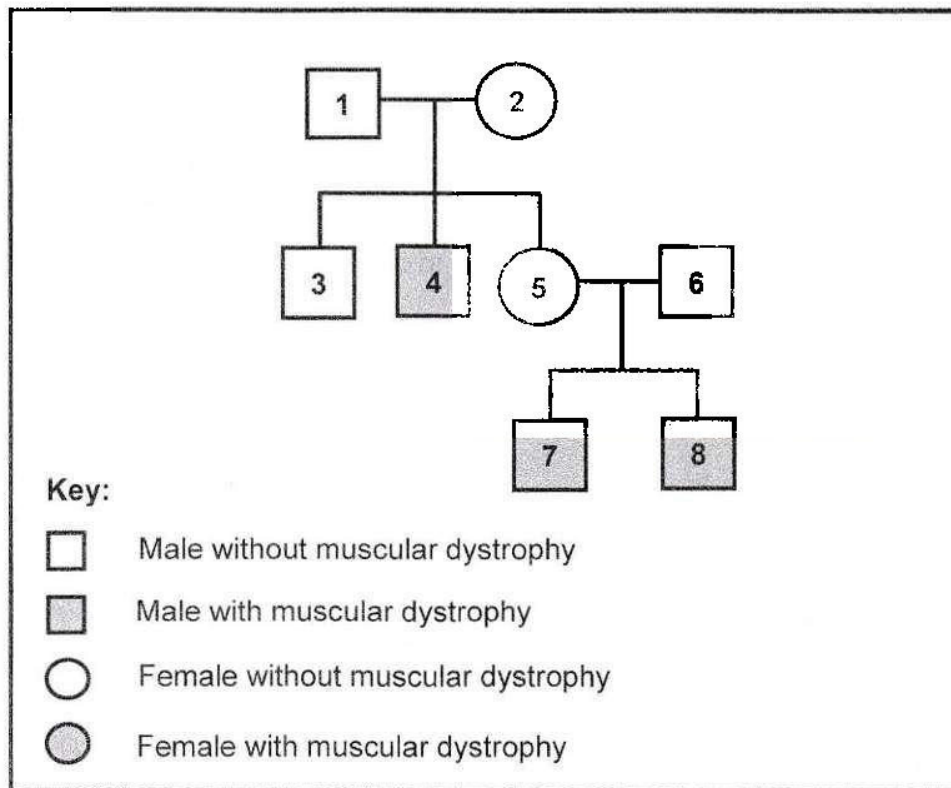 1 2
3 4 5 6
7 8
Key:
Male without muscular dystrophy
Male with muscular dystrophy
Female without muscular dystrophy
Female with muscular dystrophy